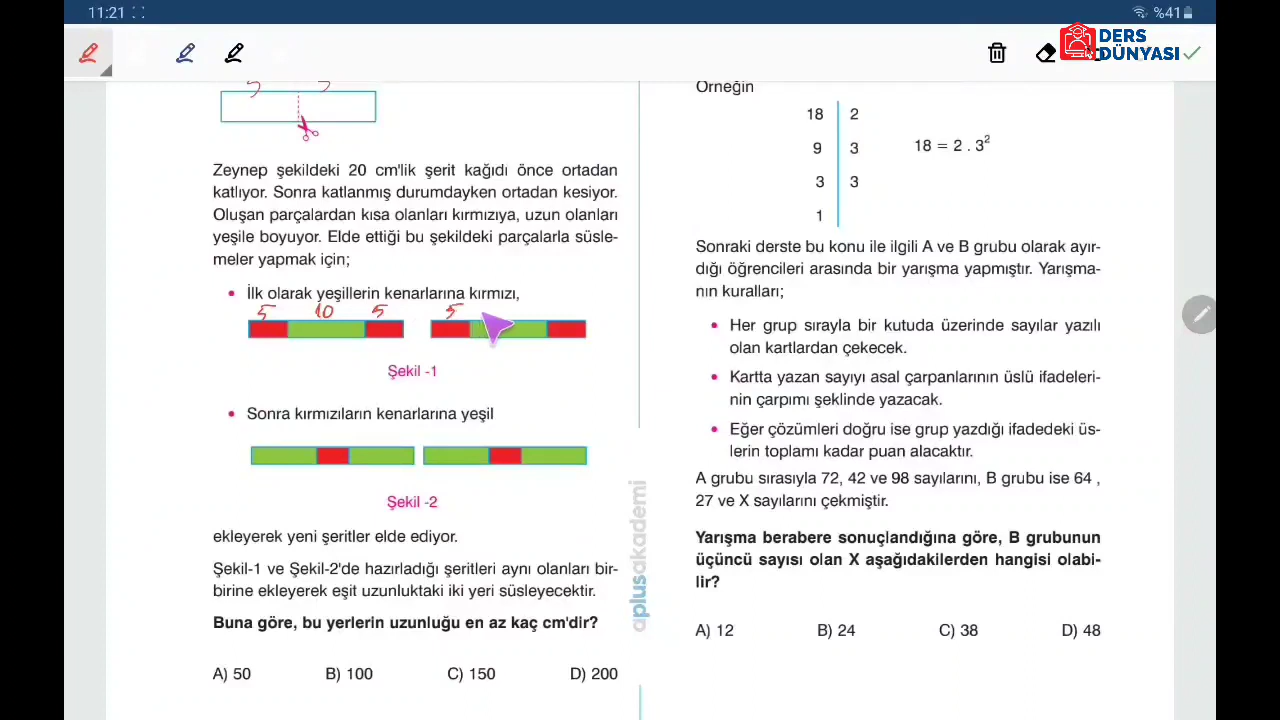 11:21
%41
DERS
DÜNYASI
5 5
Zeynep şekildeki 20 cm'lik şerit kağıdı önce ortadan
katlıyor. Sonra katlanmış durumdayken ortadan kesiyor.
Oluşan parçalardan kısa olanları kırmızıya, uzun olanları
yeşile boyuyor. Elde ettiği bu şekildeki parçalarla süsle-
meler yapmak için;
• İlk olarak yeşillerin kenarlarına kırmızı,
5 10 5 5
Şekil -1
• Sonra kırmızıların kenarlarına yeşil
Şekil -2
ekleyerek yeni şeritler elde ediyor.
Şekil-1 ve Şekil-2'de hazırladığı şeritleri aynı olanları bir-
birine ekleyerek eşit uzunluktaki iki yeri süsleyecektir.
Buna göre, bu yerlerin uzunluğu en az kaç cm'dir?
A) 50 B) 100 C) 150 D) 200
aplusakademi
Örneğin
18 2
9 3 18 = 2 . 3²
3 3
1
Sonraki derste bu konu ile ilgili A ve B grubu olarak ayır-
dığı öğrencileri arasında bir yarışma yapmıştır. Yarışma-
nın kuralları;
• Her grup sırayla bir kutuda üzerinde sayılar yazılı
olan kartlardan çekecek.
• Kartta yazan sayıyı asal çarpanlarının üslü ifadeleri-
nin çarpımı şeklinde yazacak.
• Eğer çözümleri doğru ise grup yazdığı ifadedeki üs-
lerin toplamı kadar puan alacaktır.
A grubu sırasıyla 72, 42 ve 98 sayılarını, B grubu ise 64 ,
27 ve X sayılarını çekmiştir.
Yarışma berabere sonuçlandığına göre, B grubunun
üçüncü sayısı olan X aşağıdakilerden hangisi olabi-
lir?
A) 12 B) 24 C) 38 D) 48